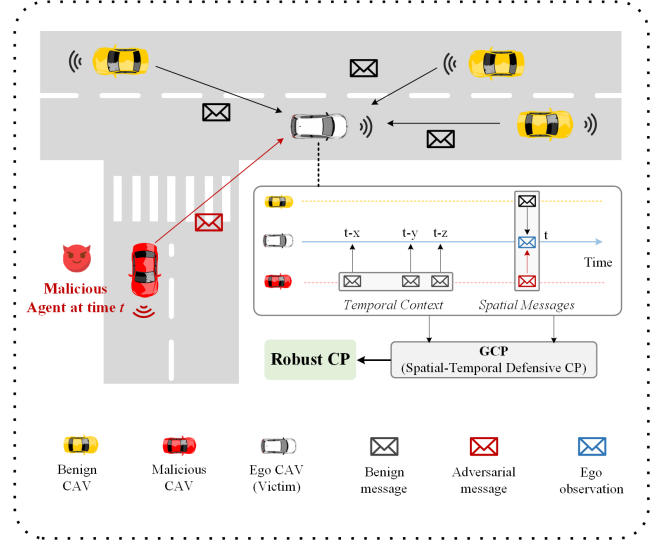 t-x
t-y
t-z
t
Time
Temporal Context
Spatial Messages
Malicious
Agent at time t
GCP
(Spatial-Temporal Defensive CP)
Robust CP
Benign
CAV
Malicious
CAV
Ego CAV
(Victim)
Benign
message
Adversarial
message
Ego
observation